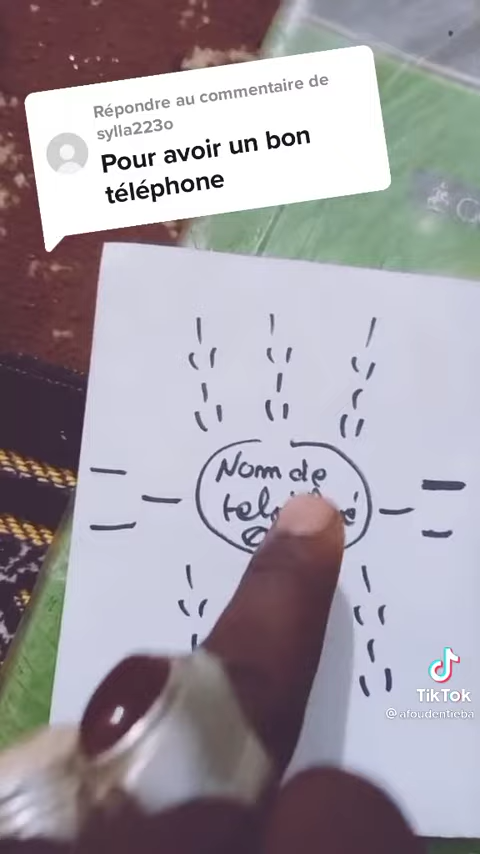 Répondre au commentaire de
sylla223o
Pour avoir un bon
téléphone
Nom de
TikTok
@afoudentieba